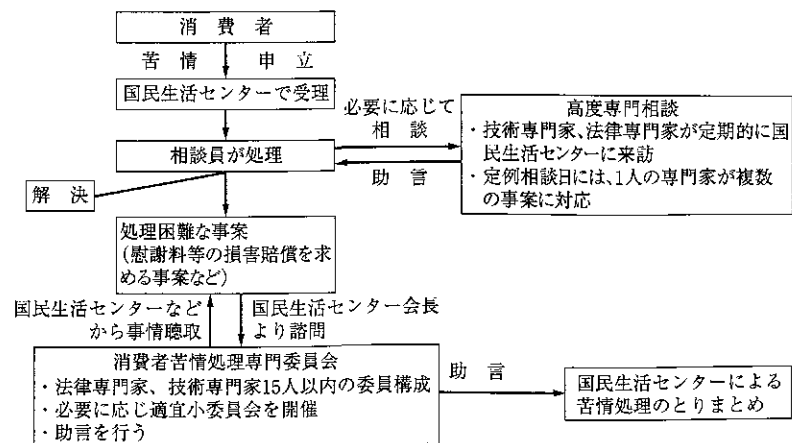 消費者
苦情 申立
国民生活センターで受理
必要に応じて
相談
相談員が処理
助言
高度専門相談
・技術専門家、法律専門家が定期的に国
民生活センターに来訪
・定例相談日には、1人の専門家が複数
の事案に対応
解決
処理困難な事案
(慰謝料等の損害賠償を求
める事案など)
国民生活センターなど
から事情聴取
国民生活センター会長
より諮問
消費者苦情処理専門委員会
・法律専門家、技術専門家15人以内の委員構成
・必要に応じ適宜小委員会を開催
・助言を行う
助言
国民生活センターによる
苦情処理のとりまとめ